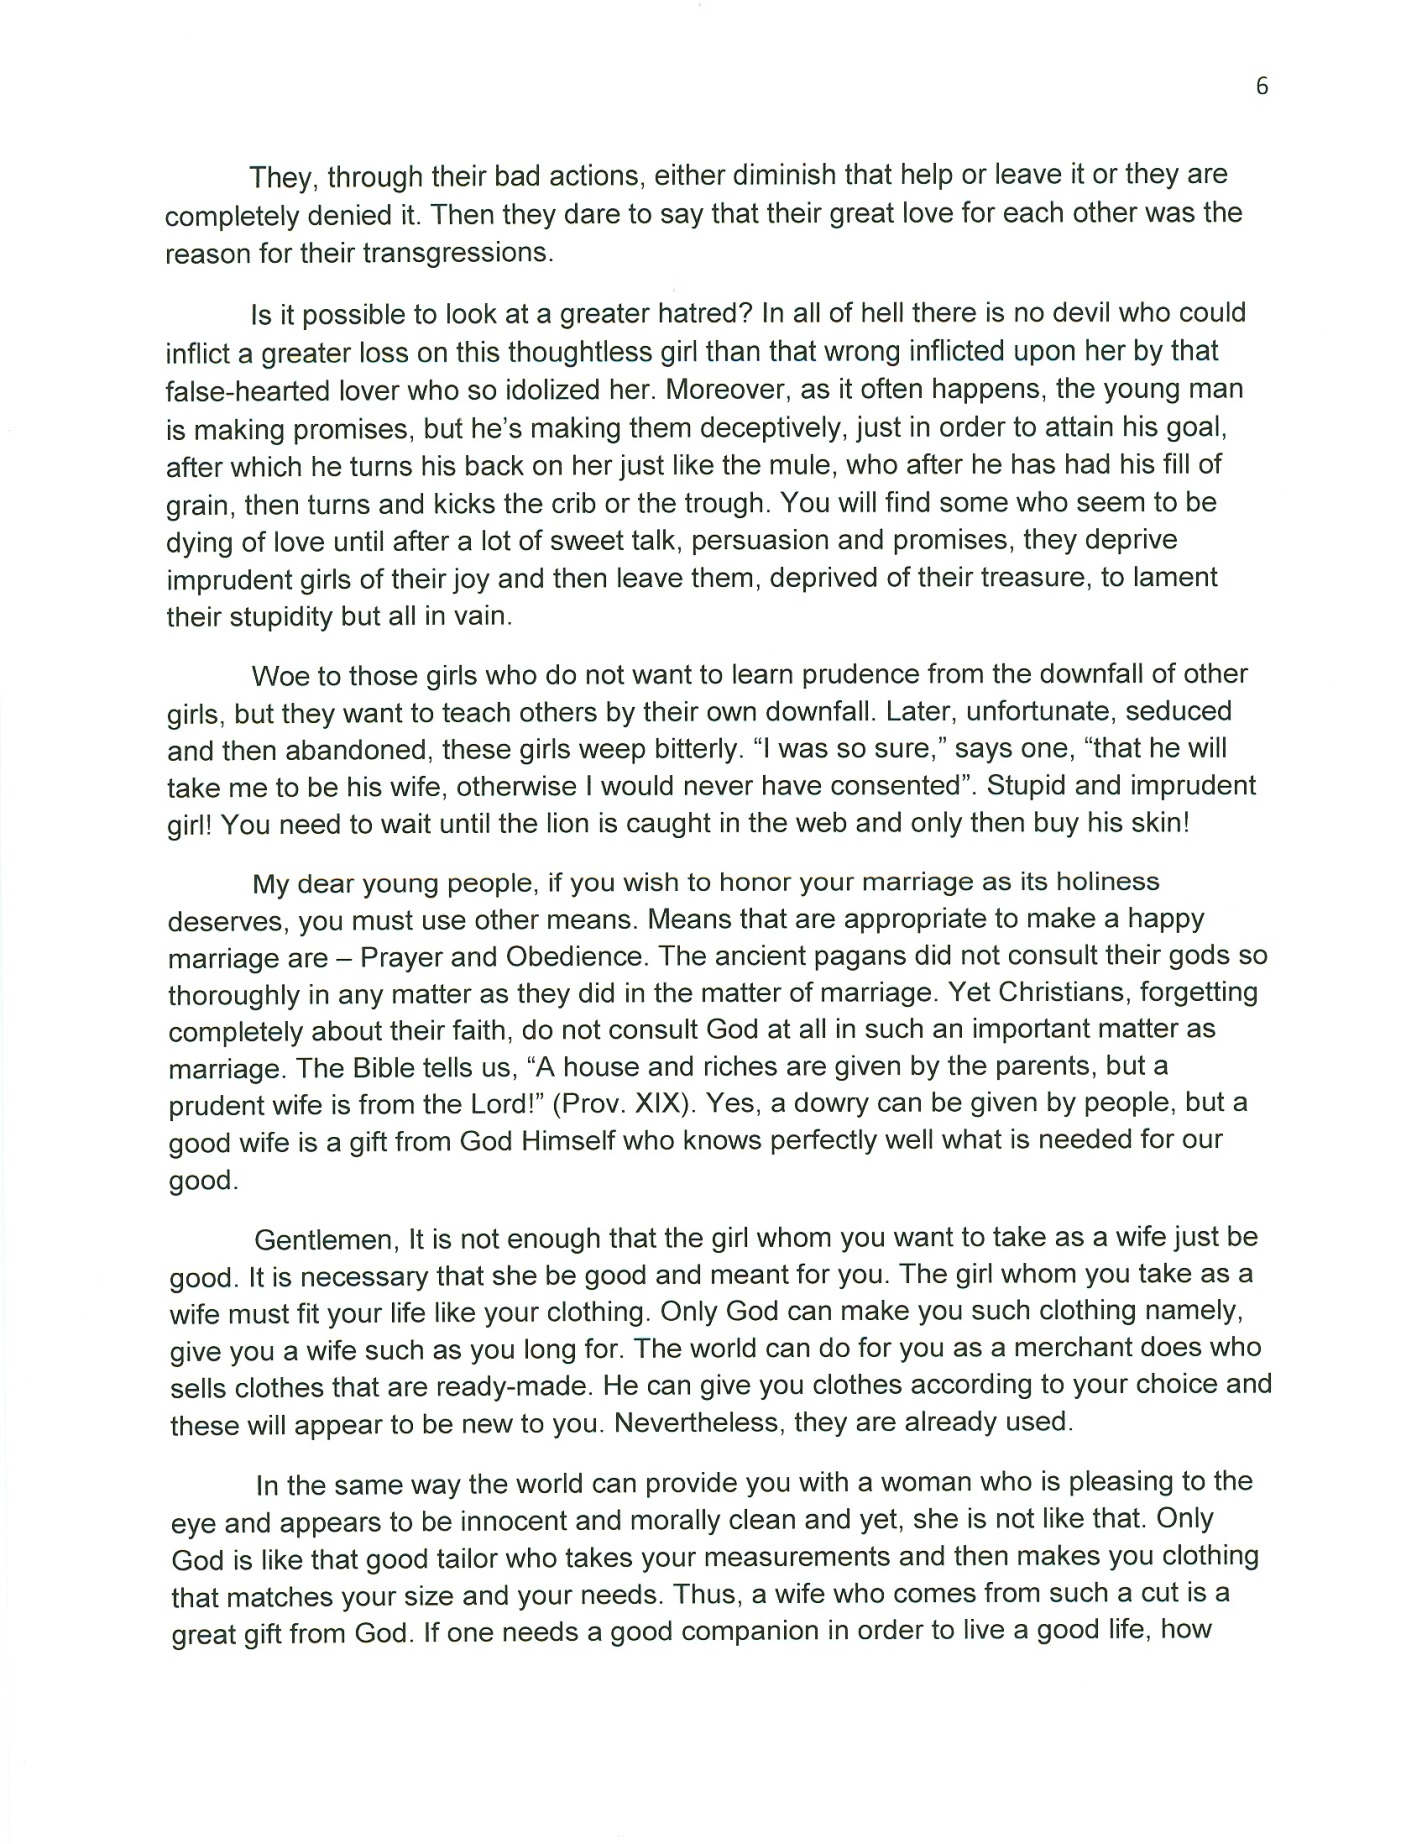 6
They, through their bad actions, either diminish that help or leave it or they are
completely denied it. Then they dare to say that their great love for each other was the
reason for their transgressions.
Is it possible to look at a greater hatred? In all of hell there is no devil who could
inflict a greater loss on this thoughtless girl than that wrong inflicted upon her by that
false-hearted lover who so idolized her. Moreover, as it often happens, the young man
is making promises, but he’s making them deceptively, just in order to attain his goal,
after which he turns his back on her just like the mule, who after he has had his fill of
grain, then turns and kicks the crib or the trough. You will find some who seem to be
dying of love until after a lot of sweet talk, persuasion and promises, they deprive
imprudent girls of their joy and then leave them, deprived of their treasure, to lament
their stupidity but all in vain.
Woe to those girls who do not want to learn prudence from the downfall of other
girls, but they want to teach others by their own downfall. Later, unfortunate, seduced
and then abandoned, these girls weep bitterly. “I was so sure,” says one, “that he will
take me to be his wife, otherwise I would never have consented”. Stupid and imprudent
girl! You need to wait until the lion is caught in the web and only then buy his skin!
My dear young people, if you wish to honor your marriage as its holiness
deserves, you must use other means. Means that are appropriate to make a happy
marriage are – Prayer and Obedience. The ancient pagans did not consult their gods so
thoroughly in any matter as they did in the matter of marriage. Yet Christians, forgetting
completely about their faith, do not consult God at all in such an important matter as
marriage. The Bible tells us, “A house and riches are given by the parents, but a
prudent wife is from the Lord!” (Prov. XIX). Yes, a dowry can be given by people, but a
good wife is a gift from God Himself who knows perfectly well what is needed for our
good.
Gentlemen, It is not enough that the girl whom you want to take as a wife just be
good. It is necessary that she be good and meant for you. The girl whom you take as a
wife must fit your life like your clothing. Only God can make you such clothing namely,
give you a wife such as you long for. The world can do for you as a merchant does who
sells clothes that are ready-made. He can give you clothes according to your choice and
these will appear to be new to you. Nevertheless, they are already used.
In the same way the world can provide you with a woman who is pleasing to the
eye and appears to be innocent and morally clean and yet, she is not like that. Only
God is like that good tailor who takes your measurements and then makes you clothing
that matches your size and your needs. Thus, a wife who comes from such a cut is a
great gift from God. If one needs a good companion in order to live a good life, how